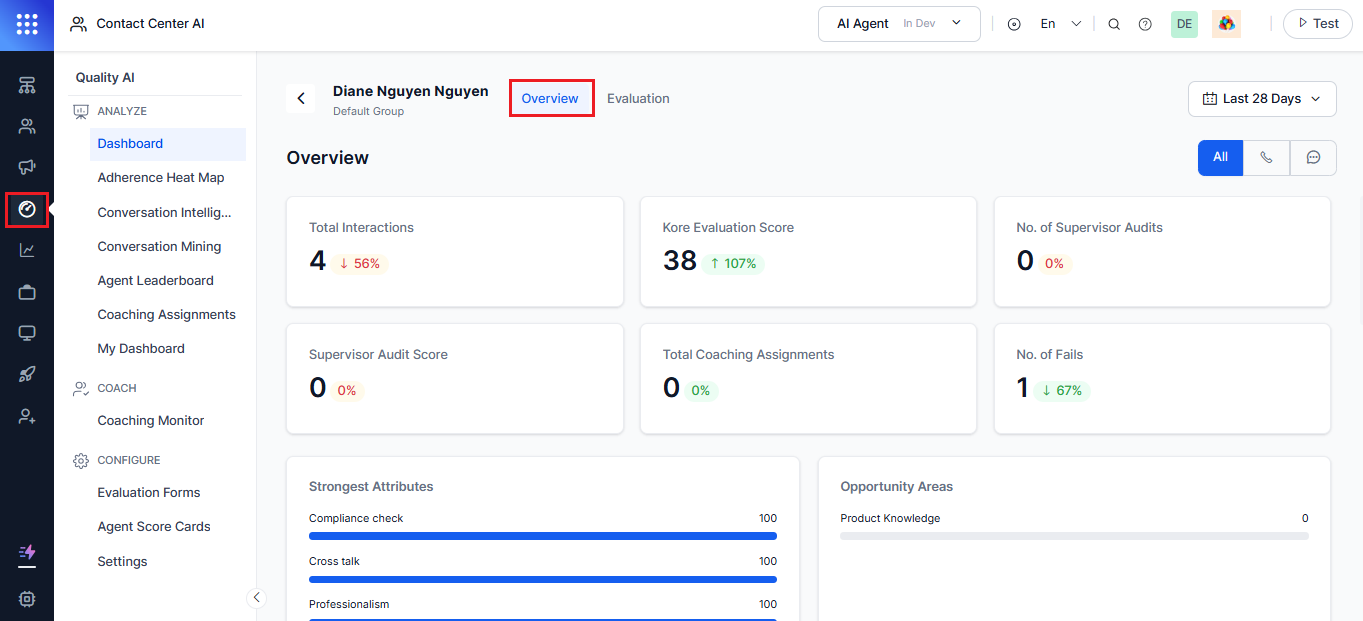 Contact Center AI
AI Agent In Dev
En
DE
Test
Quality AI
ANALYZE
Dashboard
Adherence Heat Map
Conversation Intellig...
Conversation Mining
Agent Leaderboard
Coaching Assignments
My Dashboard
COACH
Coaching Monitor
CONFIGURE
Evaluation Forms
Agent Score Cards
Settings
Diane Nguyen Nguyen
Default Group
Overview
Evaluation
Last 28 Days
Overview
All
Total Interactions
4 ↓ 56%
Kore Evaluation Score
38 ↑ 107%
No. of Supervisor Audits
0 0%
Supervisor Audit Score
0 0%
Total Coaching Assignments
0 0%
No. of Fails
1 ↓ 67%
Strongest Attributes
Compliance check 100
Cross talk 100
Professionalism 100
Opportunity Areas
Product Knowledge 0